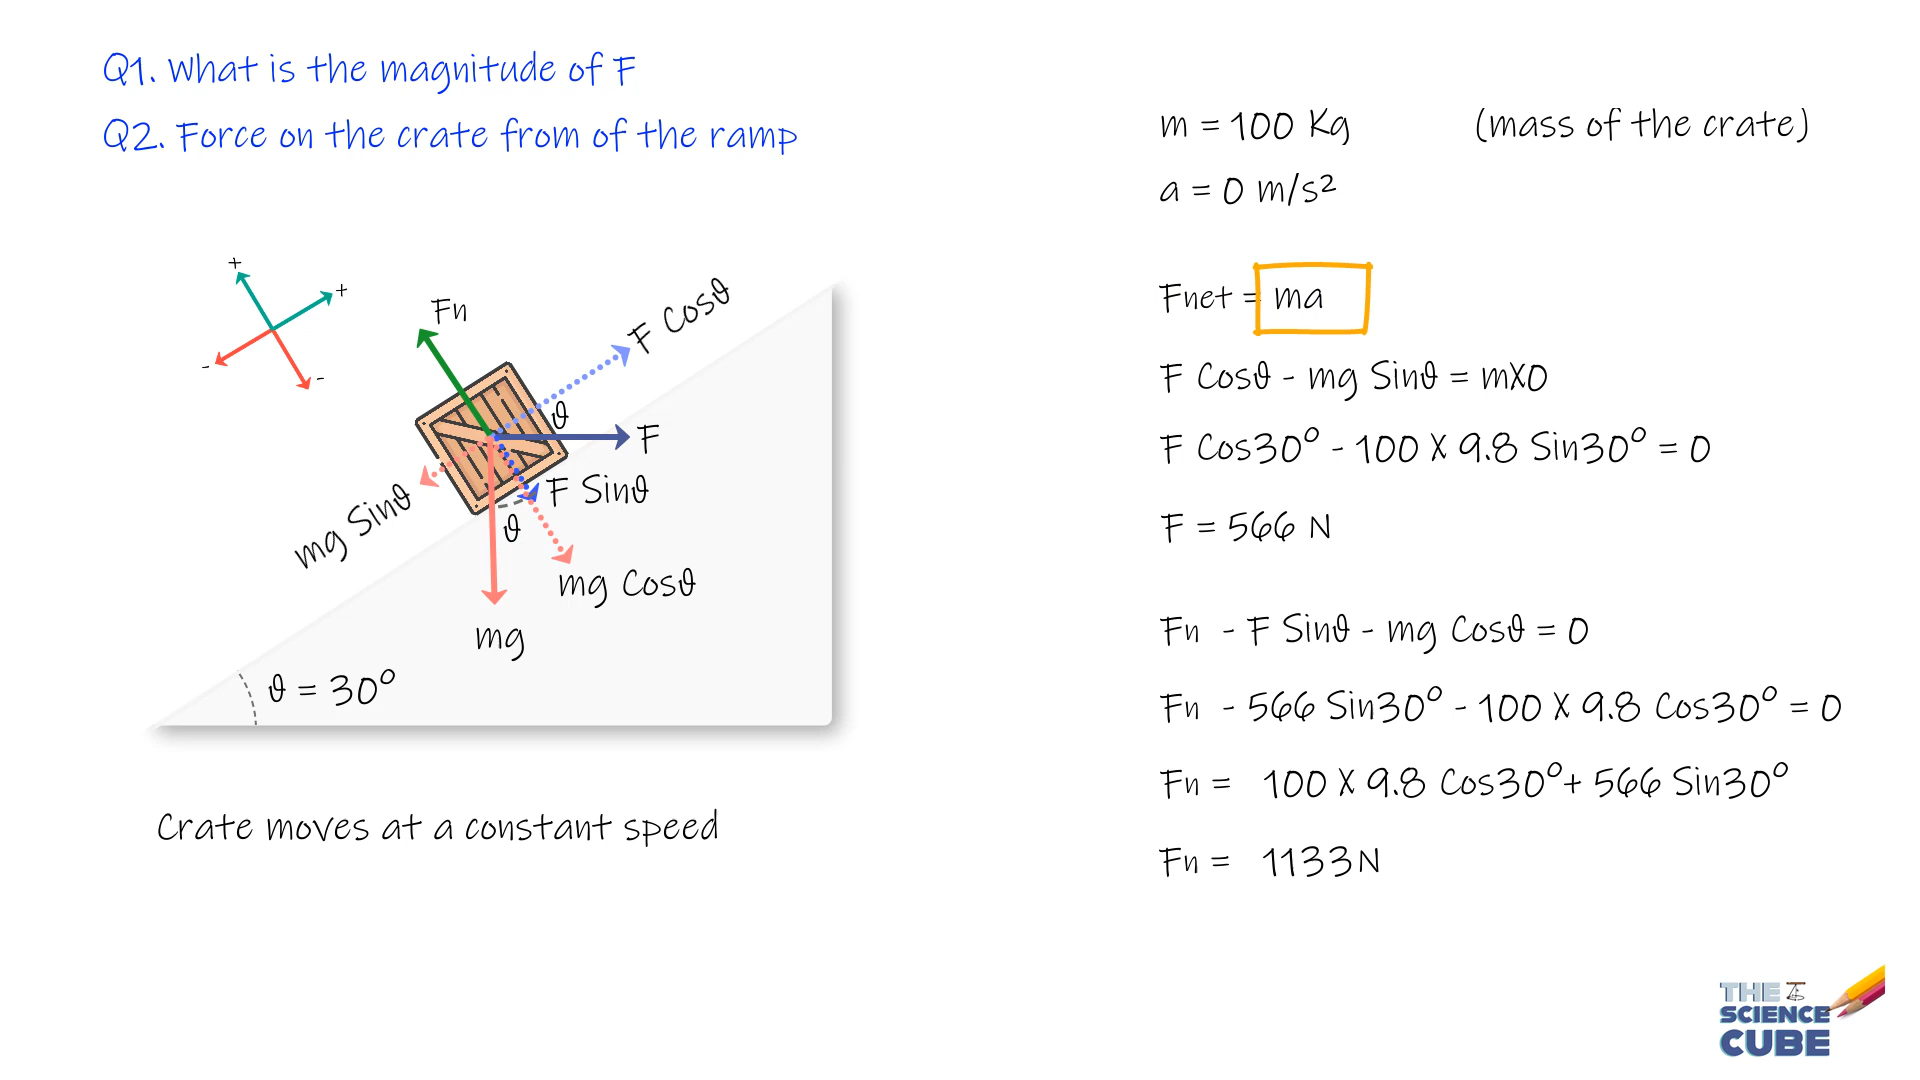 Q1. What is the magnitude of F
Q2. Force on the crate from of the ramp
+
+
-
-
Fn
F Cosθ
θ
F
F Sinθ
mg Sinθ
θ
mg Cosθ
mg
θ = 30°
Crate moves at a constant speed
m = 100 Kg (mass of the crate)
a = 0 m/s²
Fnet = ma
F Cosθ - mg Sinθ = mX0
F Cos30° - 100 X 9.8 Sin30° = 0
F = 566 N
Fn - F Sinθ - mg Cosθ = 0
Fn - 566 Sin30° - 100 X 9.8 Cos30° = 0
Fn = 100 X 9.8 Cos30° + 566 Sin30°
Fn = 1133N
THE
SCIENCE
CUBE